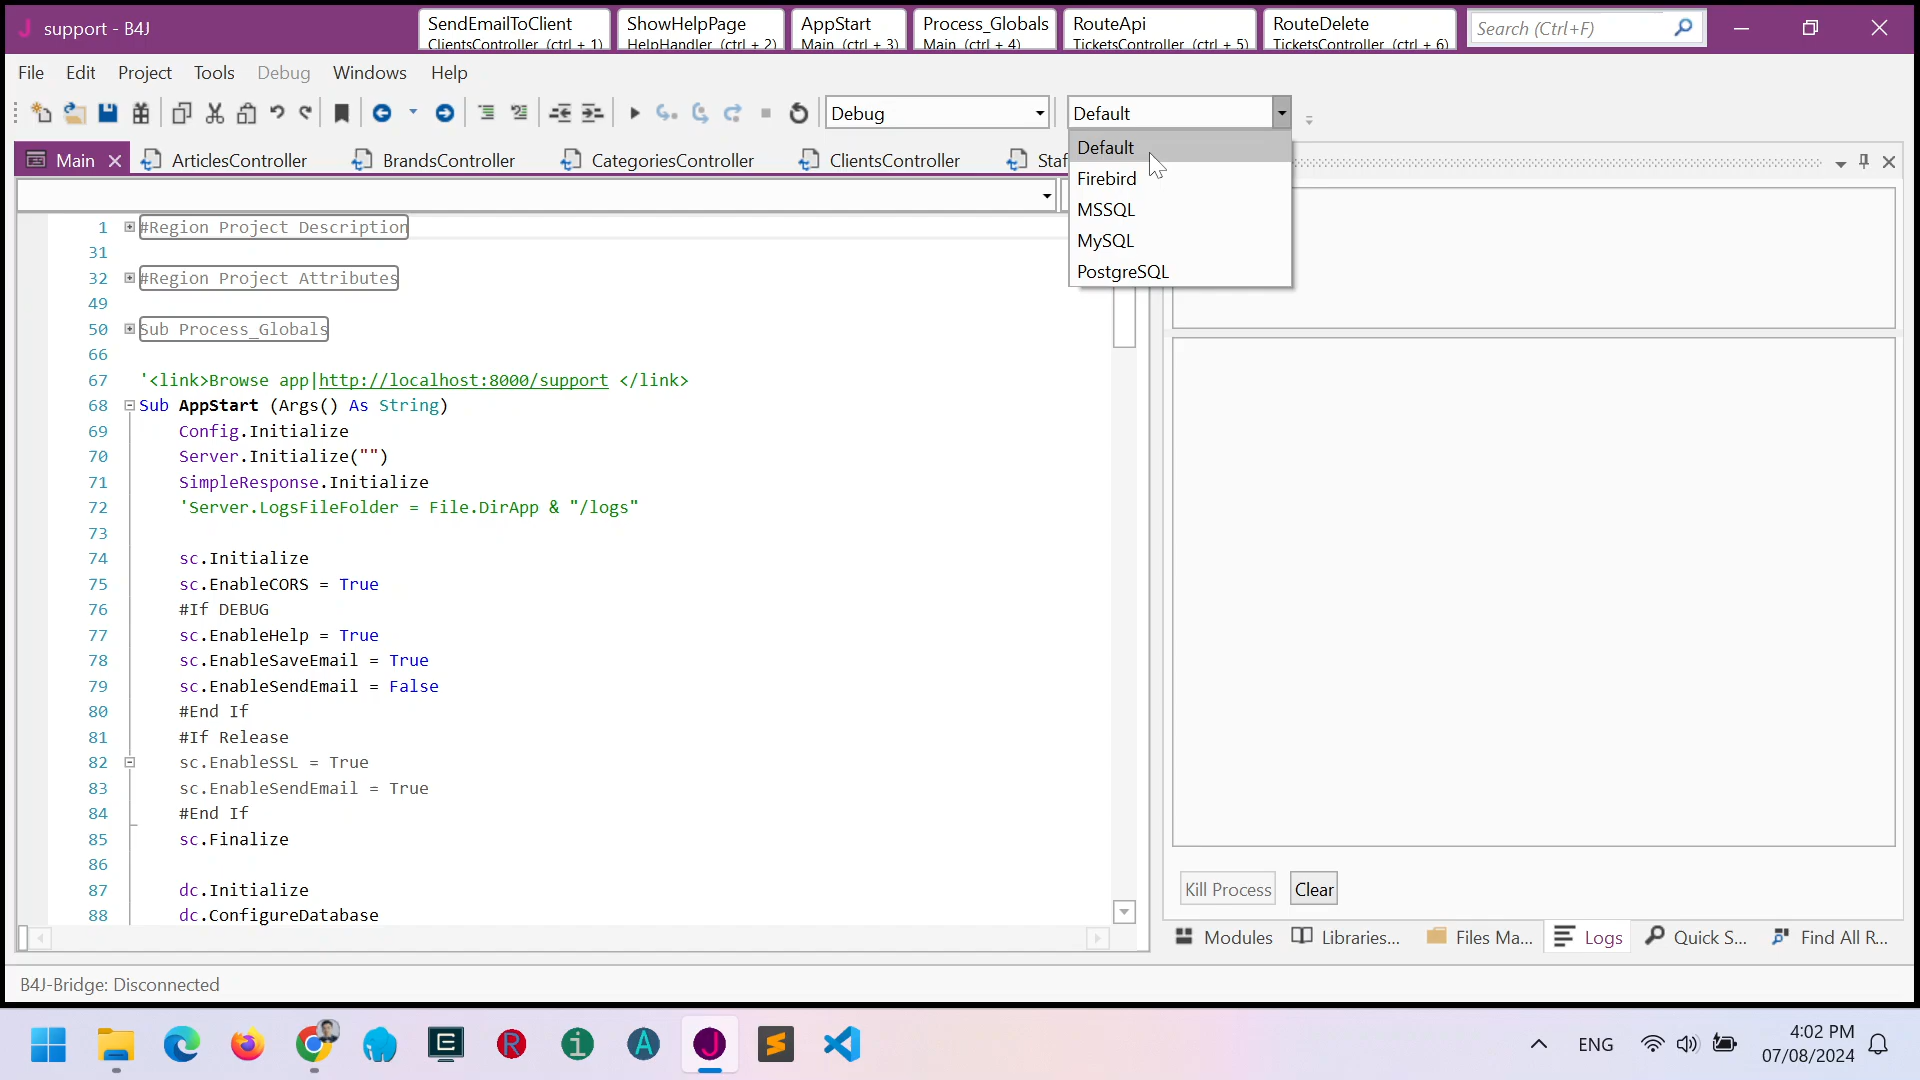 support - B4J
SendEmailToClient
ClientsController (ctrl + 1)
ShowHelpPage
HelpHandler (ctrl + 2)
AppStart
Main (ctrl + 3)
Process_Globals
Main (ctrl + 4)
RouteApi
TicketsController (ctrl + 5)
RouteDelete
TicketsController (ctrl + 6)
Search (Ctrl+F)
File Edit Project Tools Debug Windows Help
Debug
Default
Default
Firebird
MSSQL
MySQL
PostgreSQL
Main ArticlesController BrandsController CategoriesController ClientsController Staf
1 #Region Project Description
31
32 #Region Project Attributes
49
50 Sub Process_Globals
66
67 '<link>Browse app|http://localhost:8000/support </link>
68 Sub AppStart (Args() As String)
69 Config.Initialize
70 Server.Initialize("")
71 SimpleResponse.Initialize
72 'Server.LogsFileFolder = File.DirApp & "/logs"
73
74 sc.Initialize
75 sc.EnableCORS = True
76 #If DEBUG
77 sc.EnableHelp = True
78 sc.EnableSaveEmail = True
79 sc.EnableSendEmail = False
80 #End If
81 #If Release
82 sc.EnableSSL = True
83 sc.EnableSendEmail = True
84 #End If
85 sc.Finalize
86
87 dc.Initialize
88 dc.ConfigureDatabase
Kill Process Clear
Modules Libraries... Files Ma... Logs Quick S... Find All R...
B4J-Bridge: Disconnected
ENG
4:02 PM
07/08/2024